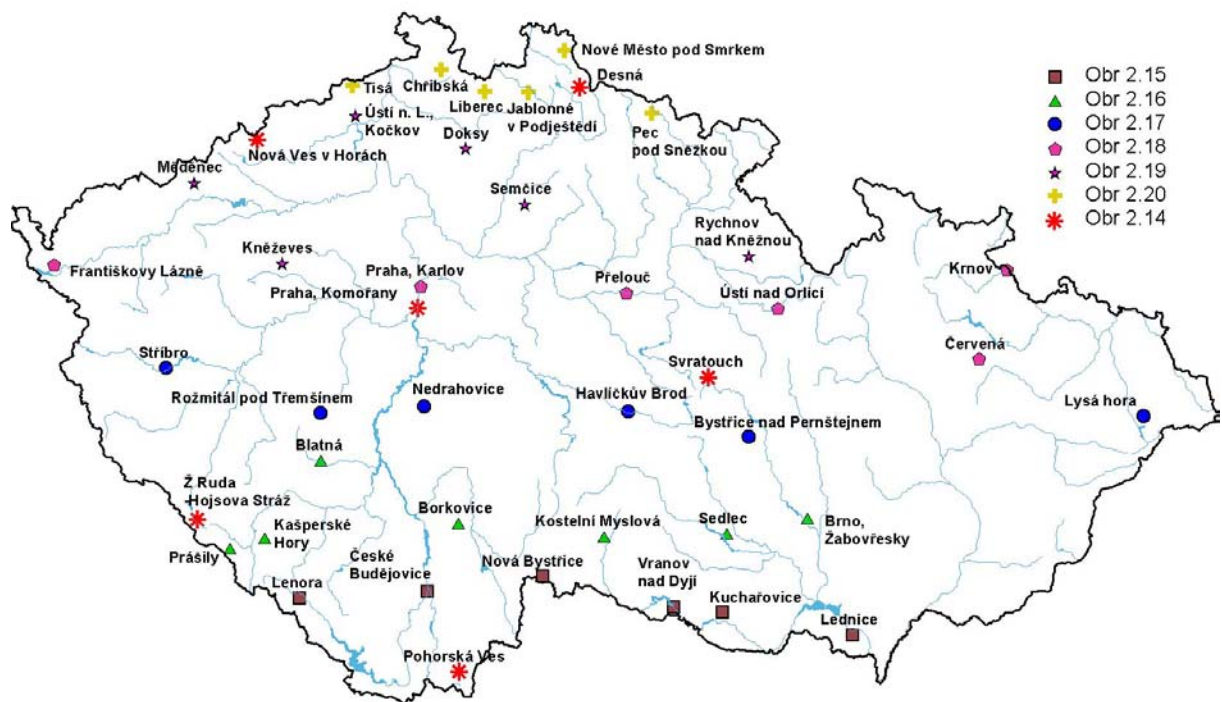 Nové Město pod Smrkem
Desná
Chřibská
Tisá
Liberec
Jablonné
v Podještědí
Ústí n. L.,
Kočkov
Doksy
Pec
pod Sněžkou
Nová Ves v Horách
Měděnec
Semčice
Rychnov
nad Kněžnou
Kněževes
Františkovy Lázně
Praha, Karlov
Praha, Komořany
Přelouč
Ústí nad Orlicí
Krnov
Červená
Stříbro
Svratouch
Rožmitál pod Třemšínem
Nedrahovice
Havlíčkův Brod
Bystřice nad Pernštejnem
Lysá hora
Blatná
Ž Ruda
Hojsova Stráž
Kašperské
Hory
Prášily
Borkovice
Kostelní Myslová
Sedlec
Brno,
Žabovřesky
České
Budějovice
Lenora
Nová Bystřice
Vranov
nad Dyjí
Kuchařovice
Lednice
Pohorská Ves
Obr 2.15
Obr 2.16
Obr 2.17
Obr 2.18
Obr 2.19
Obr 2.20
Obr 2.14